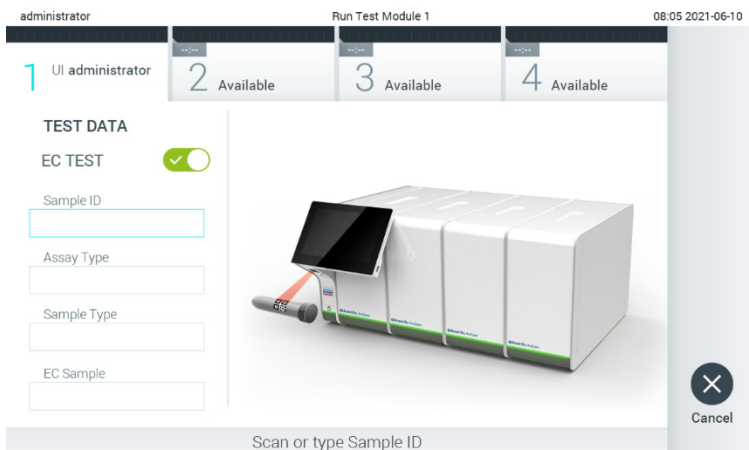 administrator Run Test Module 1 08:05 2021-06-10
--:-- --:-- --:--
1 UI administrator 2 Available 3 Available 4 Available
TEST DATA
EC TEST
Sample ID
Assay Type
Sample Type
EC Sample
Cancel
Scan or type Sample ID